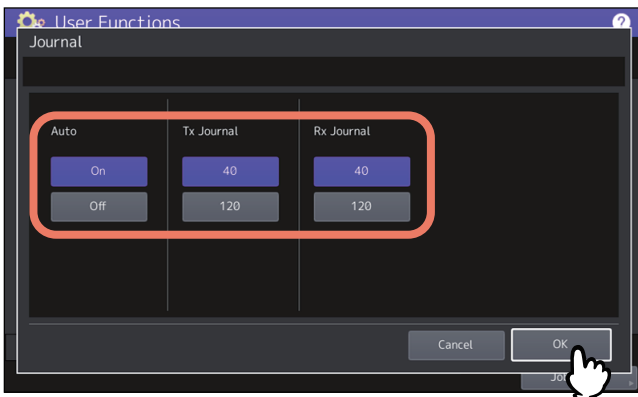 User Functions
?
Journal
Auto Tx Journal Rx Journal
On 40 40
Off 120 120
Cancel OK